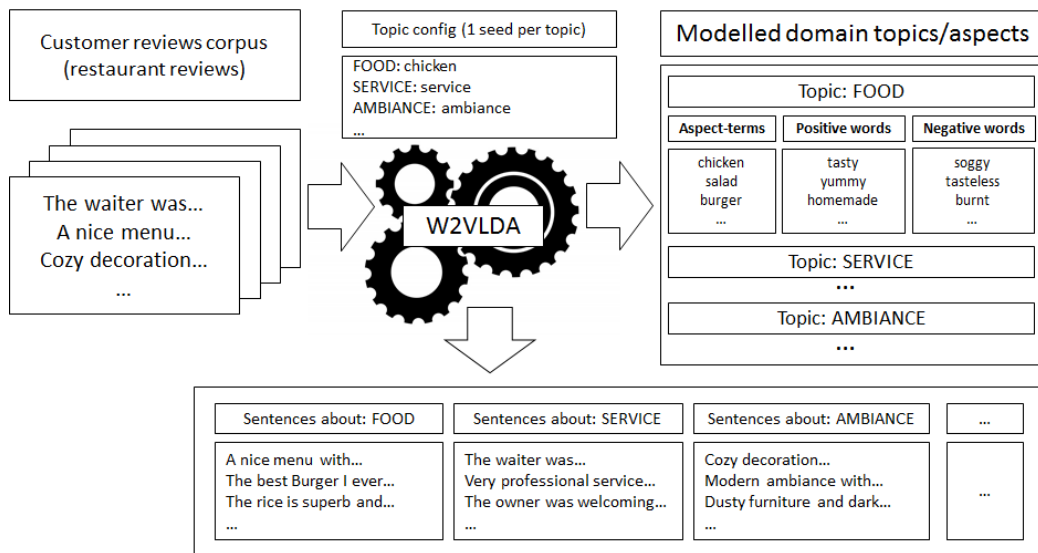 Customer reviews corpus
(restaurant reviews)
The waiter was...
A nice menu...
Cozy decoration...
...
Topic config (1 seed per topic)
FOOD: chicken
SERVICE: service
AMBIANCE: ambiance
...
W2VLDA
Modelled domain topics/aspects
Topic: FOOD
Aspect-terms
chicken
salad
burger
...
Positive words
tasty
yummy
homemade
...
Negative words
soggy
tasteless
burnt
...
Topic: SERVICE
...
Topic: AMBIANCE
...
Sentences about: FOOD
A nice menu with...
The best Burger I ever...
The rice is superb and...
...
Sentences about: SERVICE
The waiter was...
Very professional service...
The owner was welcoming...
...
Sentences about: AMBIANCE
Cozy decoration...
Modern ambiance with...
Dusty furniture and dark...
...
...
...